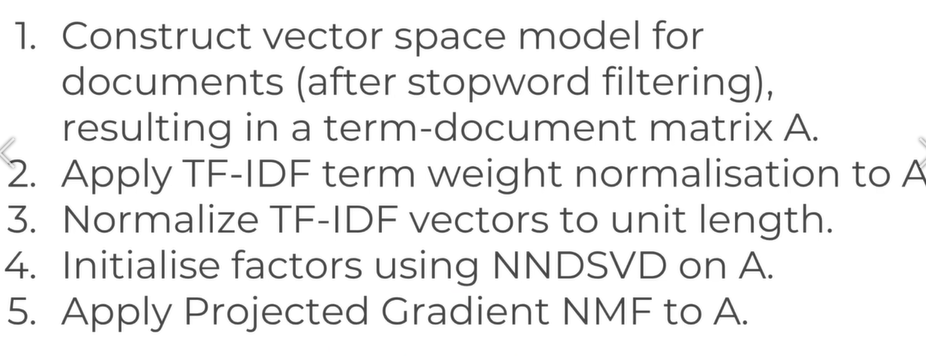 1. Construct vector space model for
documents (after stopword filtering),
resulting in a term-document matrix A.
2. Apply TF-IDF term weight normalisation to A
3. Normalize TF-IDF vectors to unit length.
4. Initialise factors using NNDSVD on A.
5. Apply Projected Gradient NMF to A.